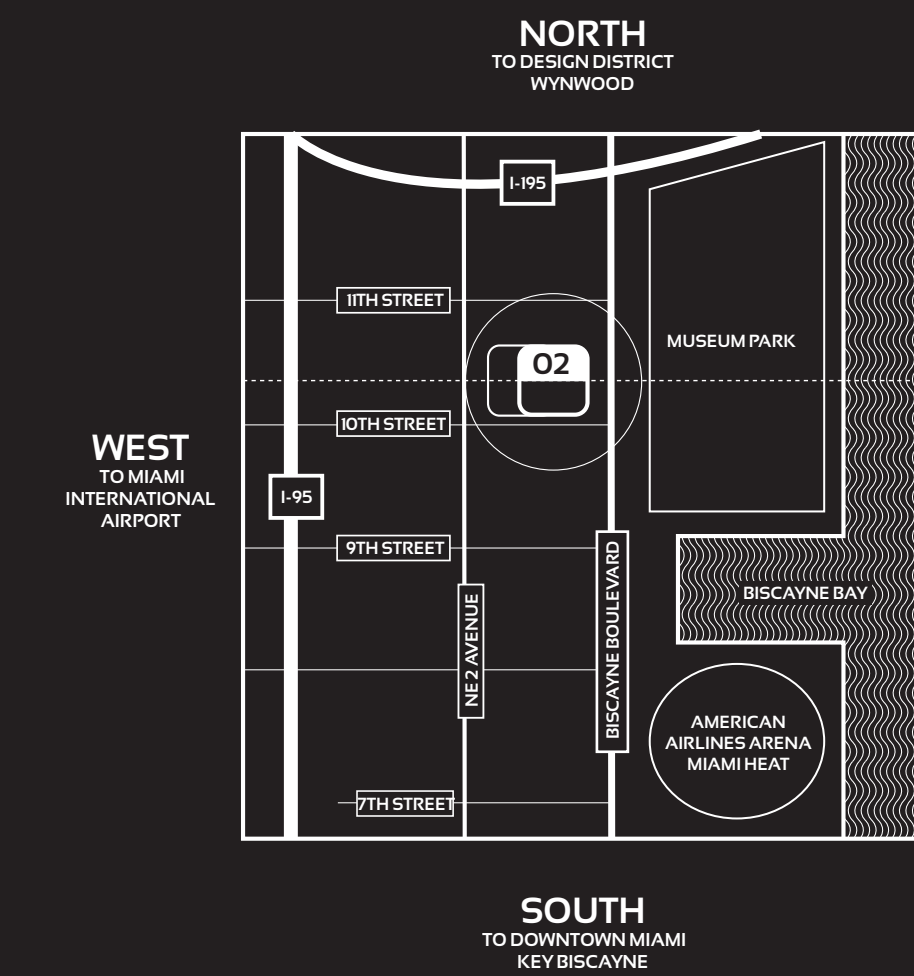 NORTH
TO DESIGN DISTRICT
WYNWOOD
I-195
11TH STREET
MUSEUM PARK
02
10TH STREET
WEST
TO MIAMI
INTERNATIONAL
AIRPORT
I-95
9TH STREET
BISCAYNE BOULEVARD
BISCAYNE BAY
NE 2 AVENUE
AMERICAN
AIRLINES ARENA
MIAMI HEAT
7TH STREET
SOUTH
TO DOWNTOWN MIAMI
KEY BISCAYNE